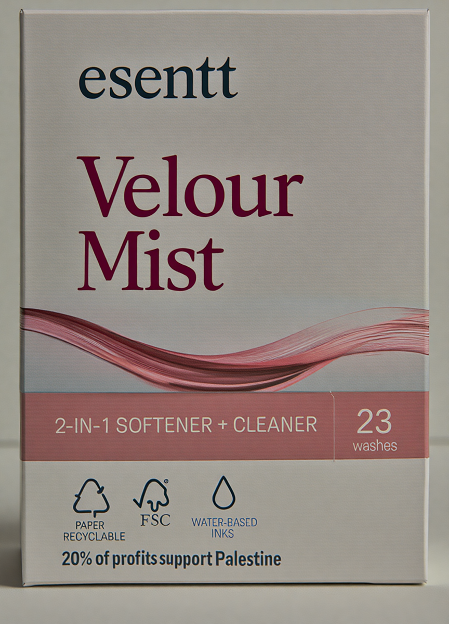 esentt
Velour
Mist
2-IN-1 SOFTENER + CLEANER
23
washes
PAPER
RECYCLABLE
FSC
WATER-BASED
INKS
20% of profits support Palestine